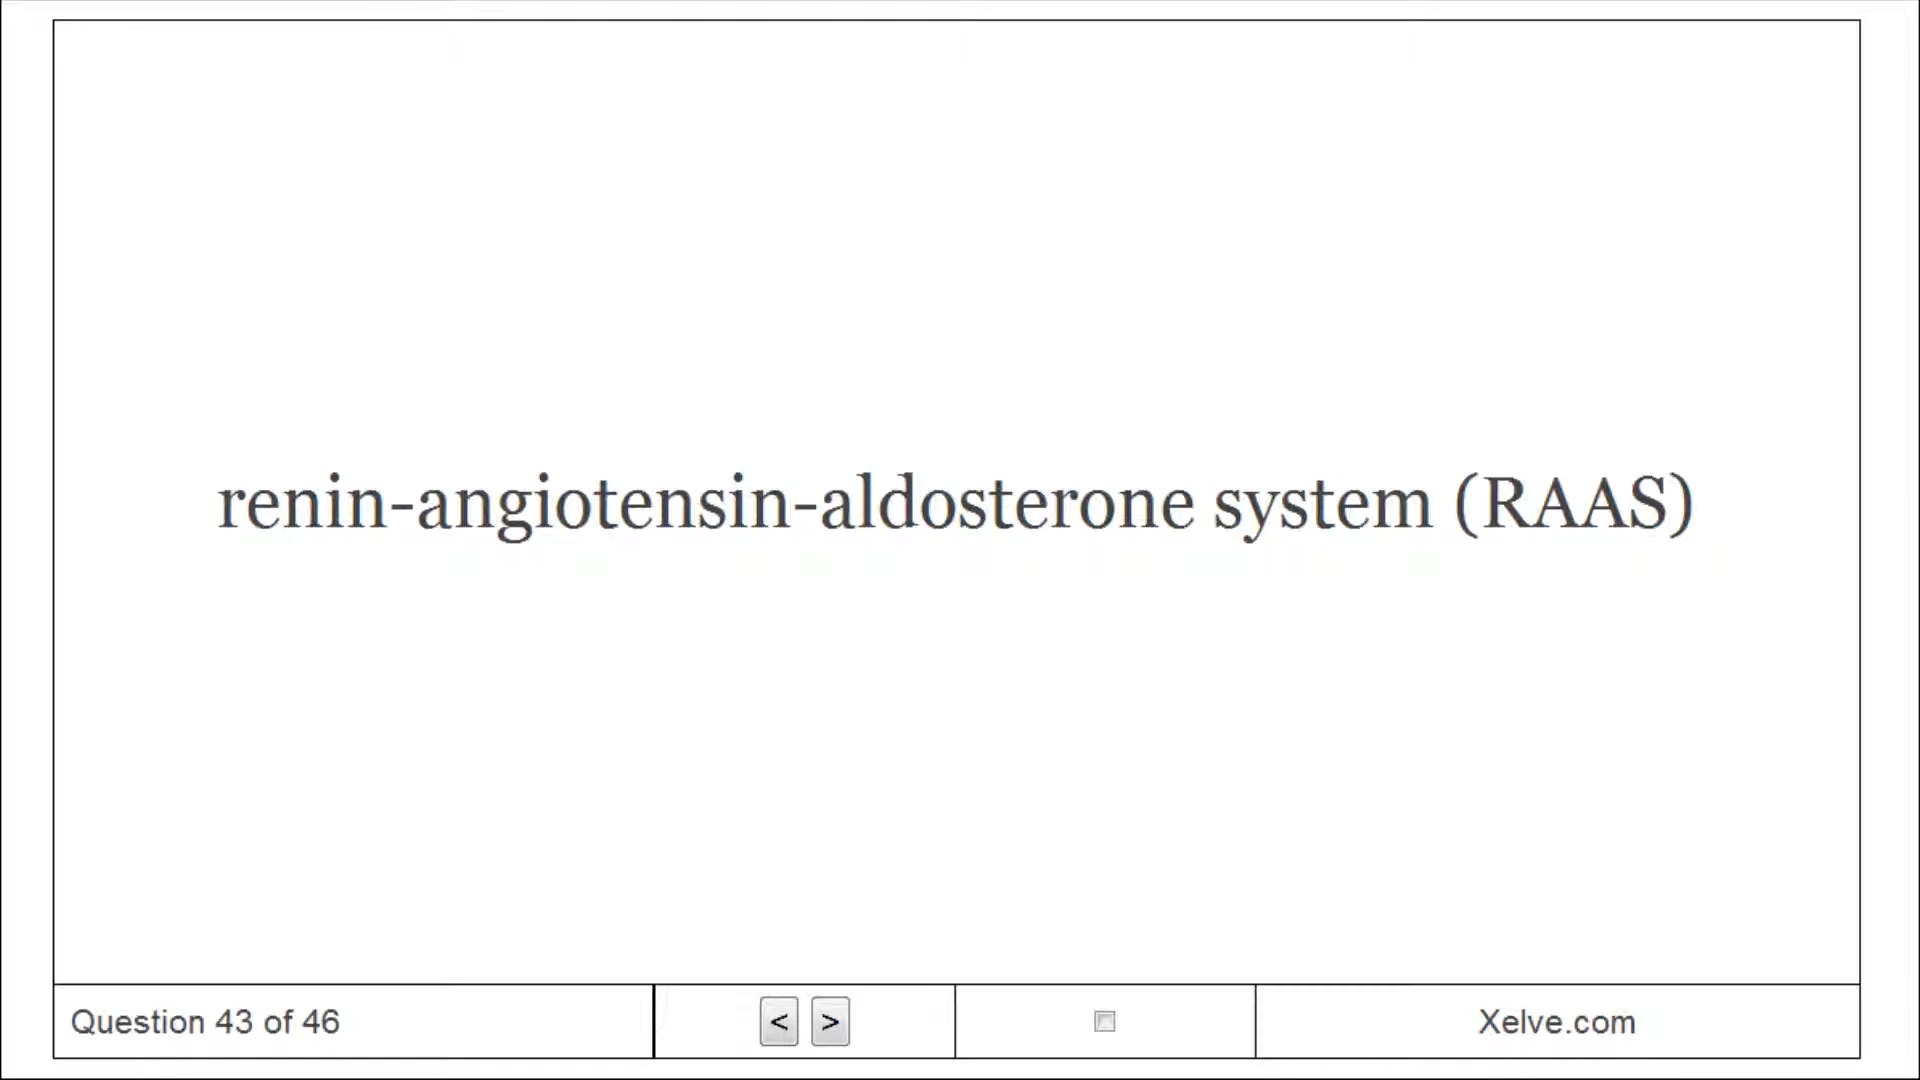 renin-angiotensin-aldosterone system (RAAS)
Question 43 of 46
< >
Xelve.com